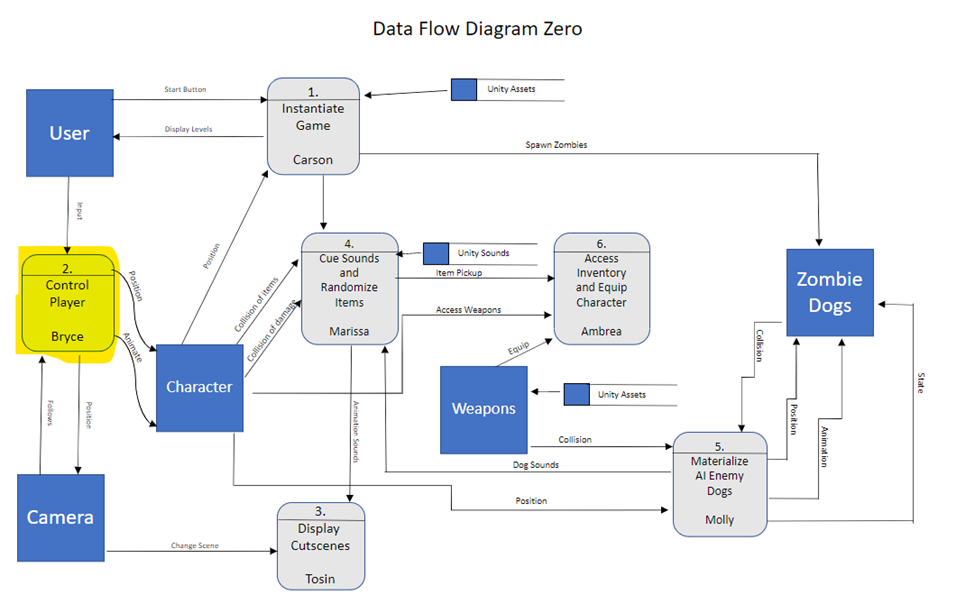 Data Flow Diagram Zero
User
Start Button
Display Levels
1.
Instantiate
Game
Carson
Unity Assets
Spawn Zombies
Input
2.
Control
Player
Bryce
Position
Animate
Position
Collision of items
Collision of damage
4.
Cue Sounds
and
Randomize
Items
Marissa
Unity Sounds
Item Pickup
Access Weapons
6.
Access
Inventory
and Equip
Character
Ambrea
Zombie
Dogs
Character
Equip
Weapons
Unity Assets
Collision
Dog Sounds
Position
Collision
Position
Animation
State
5.
Materialize
AI Enemy
Dogs
Molly
Follows
Position
Animation Sounds
Camera
Change Scene
3.
Display
Cutscenes
Tosin